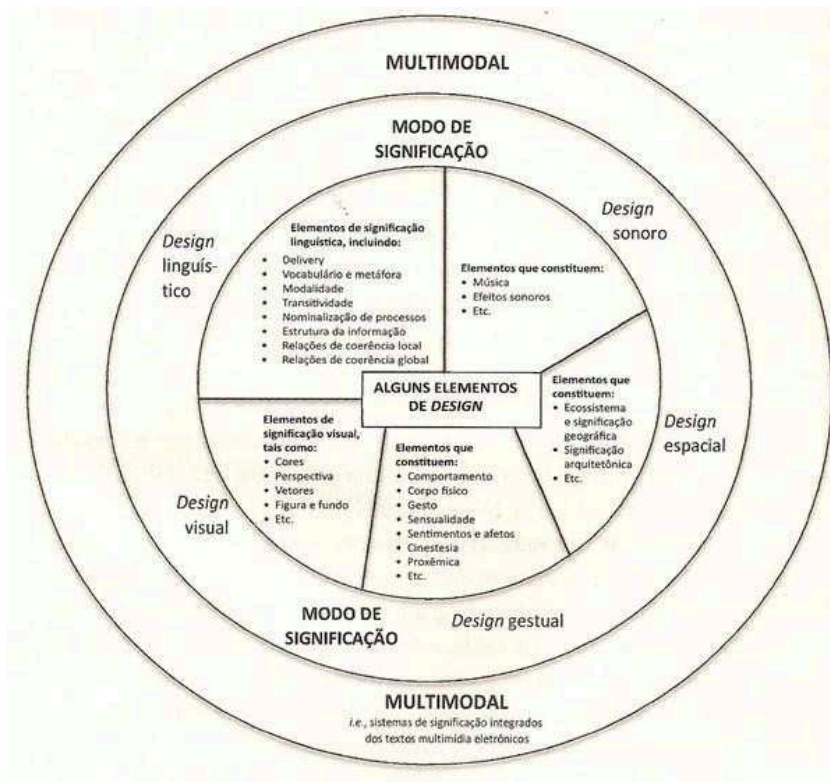 MULTIMODAL
MODO DE
SIGNIFICAÇÃO
Design
linguís-
tico
Elementos de significação
linguística, incluindo:
• Delivery
• Vocabulário e metáfora
• Modalidade
• Transitividade
• Nominalização de processos
• Estrutura da informação
• Relações de coerência local
• Relações de coerência global
Design
sonoro
Elementos que constituem:
• Música
• Efeitos sonoros
• Etc.
ALGUNS ELEMENTOS
DE DESIGN
Elementos que
constituem:
• Ecossistema
e significação
geográfica
• Significação
arquitetônica
• Etc.
Design
espacial
Elementos de
significação visual,
tais como:
• Cores
• Perspectiva
• Vetores
• Figura e fundo
• Etc.
Design
visual
Elementos que
constituem:
• Comportamento
• Corpo físico
• Gesto
• Sensualidade
• Sentimentos e afetos
• Cinestesia
• Proxêmica
• Etc.
Design gestual
MODO DE
SIGNIFICAÇÃO
MULTIMODAL
i.e., sistemas de significação integrados
dos textos multimídia eletrônicos